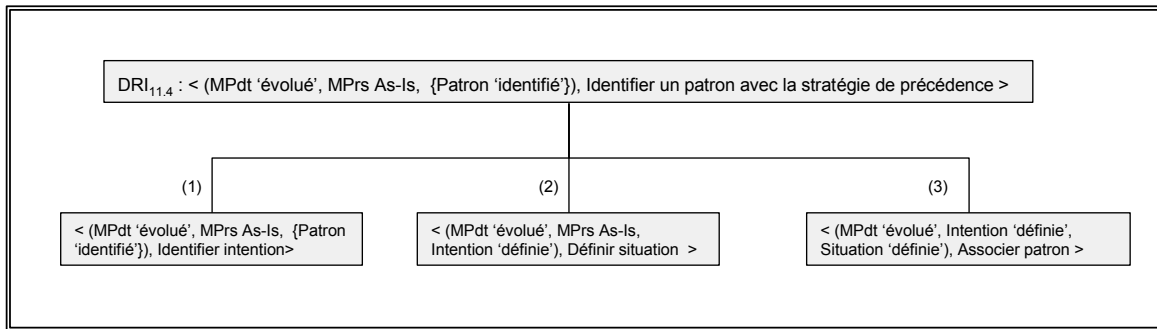 DRI11.4 : < (MPdt ‘évolué’, MPrs As-Is, {Patron ‘identifié’}), Identifier un patron avec la stratégie de précédence >
(1)
(2)
(3)
< (MPdt ‘évolué’, MPrs As-Is, {Patron
‘identifié’}), Identifier intention>
< (MPdt ‘évolué’, MPrs As-Is,
Intention ‘définie’), Définir situation >
< (MPdt ‘évolué’, Intention ‘définie’,
Situation ‘définie’), Associer patron >